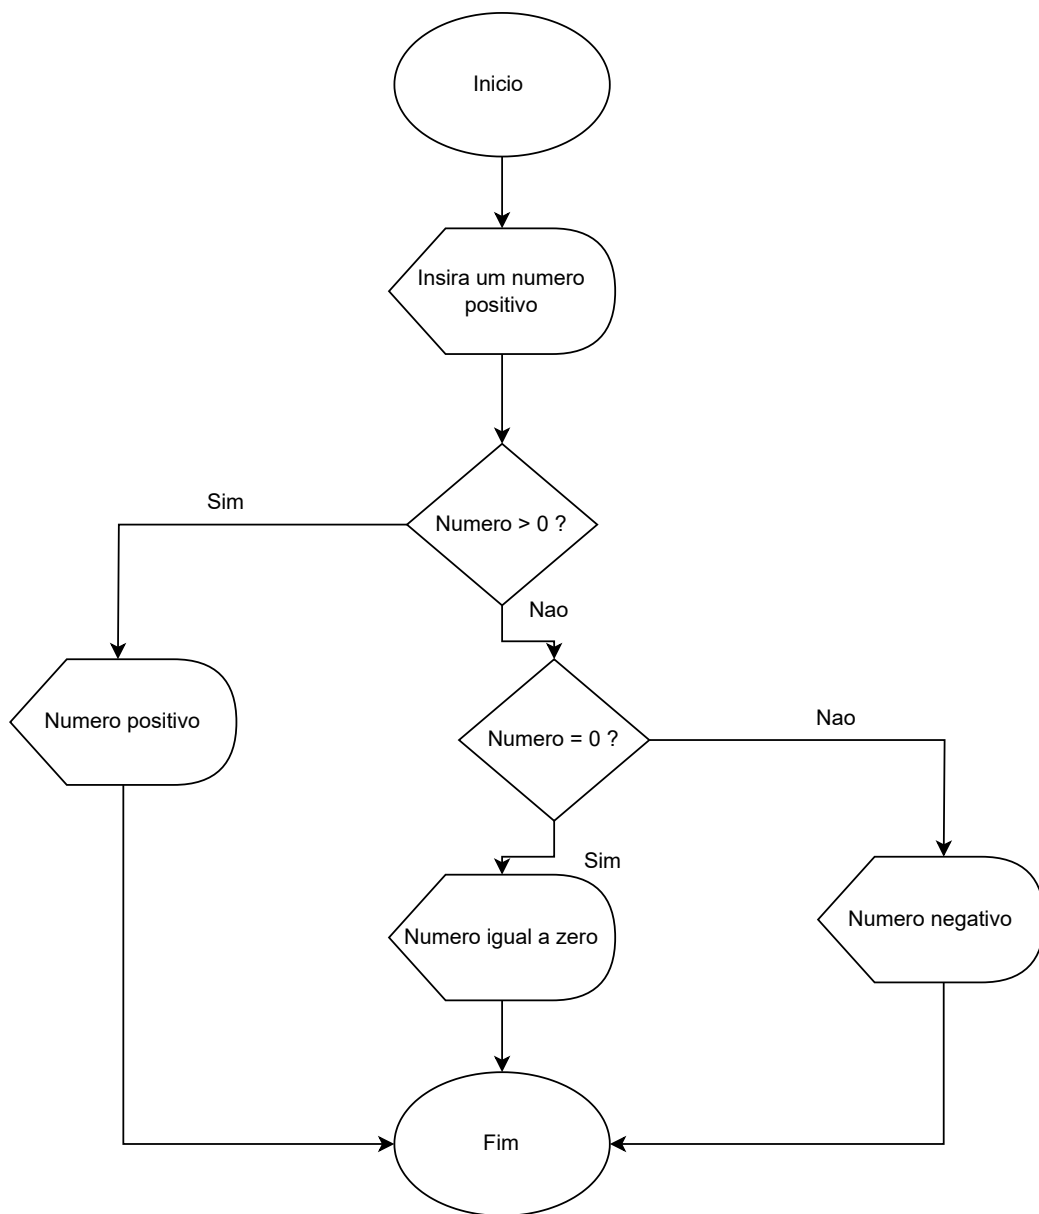 Inicio
Insira um numero
positivo
Sim
Numero > 0 ?
Nao
Numero positivo
Numero = 0 ?
Nao
Sim
Numero igual a zero
Numero negativo
Fim